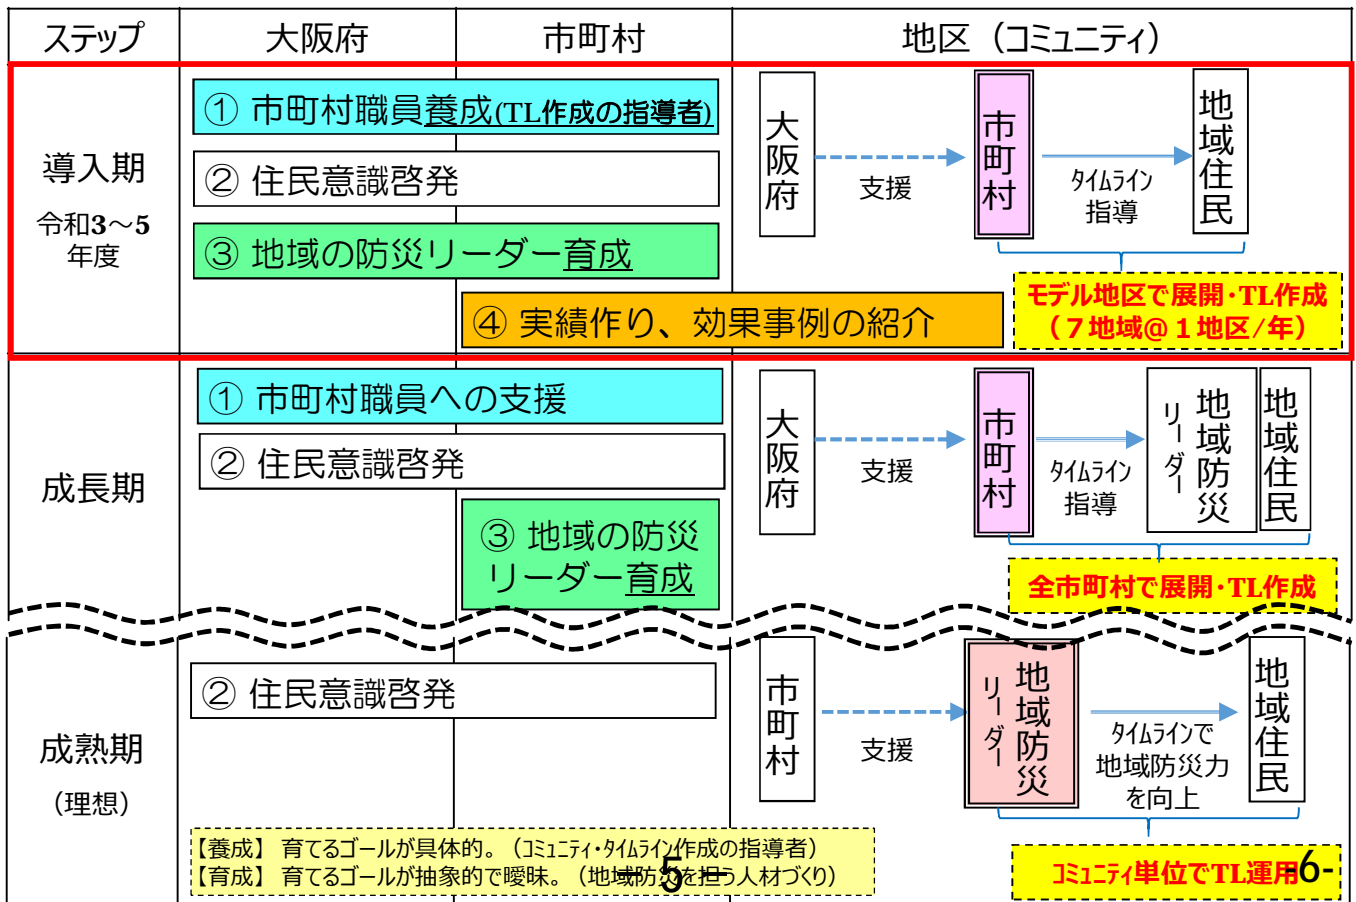 ステップ
大阪府
市町村
地区（コミュニティ）
導入期
令和3～5
年度
① 市町村職員養成(TL作成の指導者)
② 住民意識啓発
③ 地域の防災リーダー育成
④ 実績作り、効果事例の紹介
大阪府
支援
市町村
タイムライン
指導
地域住民
モデル地区で展開・TL作成
（７地域@１地区/年）
成長期
① 市町村職員への支援
② 住民意識啓発
③ 地域の防災
リーダー育成
大阪府
支援
市町村
タイムライン
指導
地域防災
リーダー
地域住民
全市町村で展開・TL作成
成熟期
（理想）
② 住民意識啓発
市町村
支援
地域防災
リーダー
タイムラインで
地域防災力
を向上
地域住民
コミュニティ単位でTL運用
【養成】 育てるゴールが具体的。（コミュニティ・タイムライン作成の指導者）
【育成】 育てるゴールが抽象的で曖昧。（地域防災を担う人材づくり）
－ 5 －
-6-